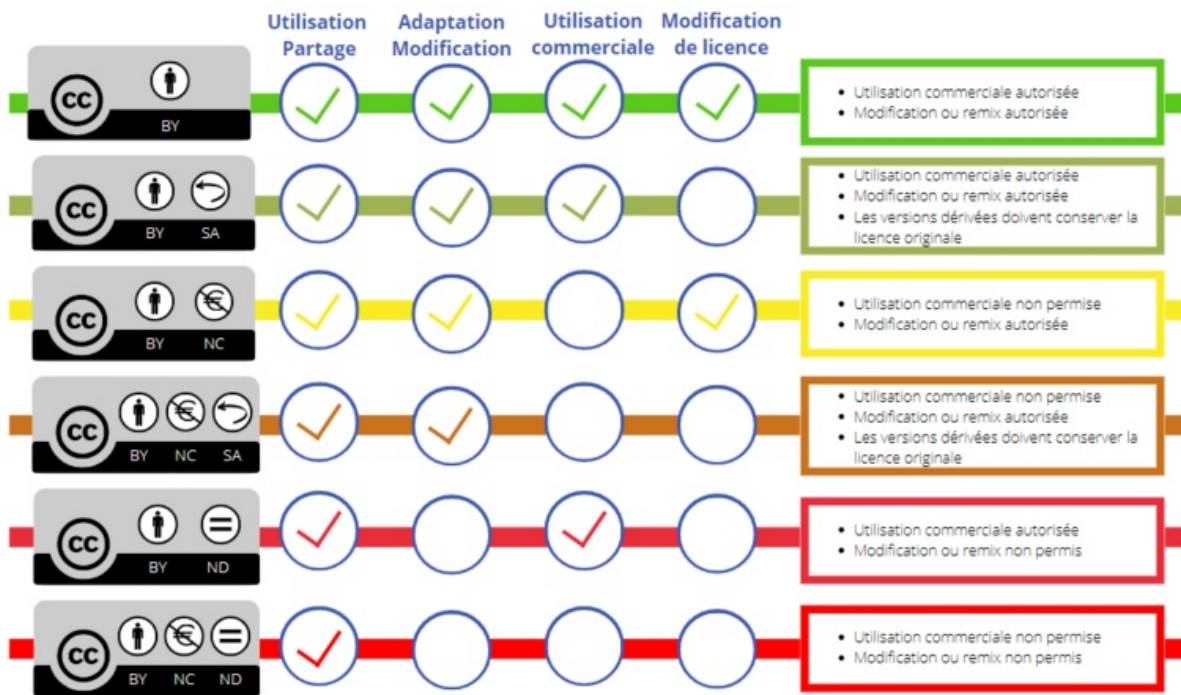 Utilisation Partage
Adaptation Modification
Utilisation commerciale
Modification de licence
CC
BY
• Utilisation commerciale autorisée
• Modification ou remix autorisée
CC
BY SA
• Utilisation commerciale autorisée
• Modification ou remix autorisée
• Les versions dérivées doivent conserver la
licence originale
CC
BY NC
• Utilisation commerciale non permise
• Modification ou remix autorisée
CC
BY NC SA
• Utilisation commerciale non permise
• Modification ou remix autorisée
• Les versions dérivées doivent conserver la
licence originale
CC
BY ND
• Utilisation commerciale autorisée
• Modification ou remix non permis
CC
BY NC ND
• Utilisation commerciale non permise
• Modification ou remix non permis